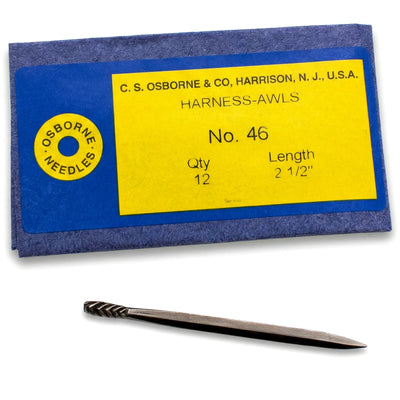 C. S. OSBORNE & CO, HARRISON, N. J., U.S.A.
HARNESS-AWLS
No. 46
Qty Length
12 2 1/2"
OSBORNE
NEEDLES